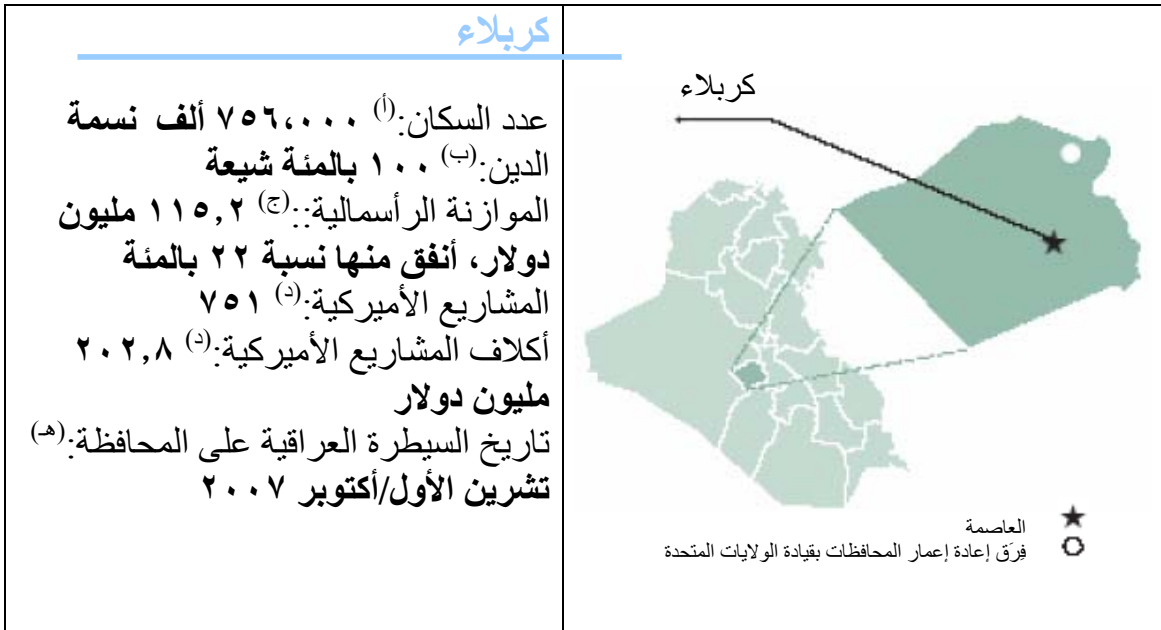 كربلاء
عدد السكان:(أ) ٧٥٦،٠٠٠ ألف نسمة
الدين:(ب) ١٠٠ بالمئة شيعة
الموازنة الرأسمالية::(ج) ١١٥,٢ مليون
دولار، أنفق منها نسبة ٢٢ بالمئة
المشاريع الأميركية:(د) ٧٥١
أكلاف المشاريع الأميركية:(د) ٢٠٢,٨
مليون دولار
تاريخ السيطرة العراقية على المحافظة:(هـ)
تشرين الأول/أكتوبر ٢٠٠٧
كربلاء
العاصمة
فِرَق إعادة إعمار المحافظات بقيادة الولايات المتحدة